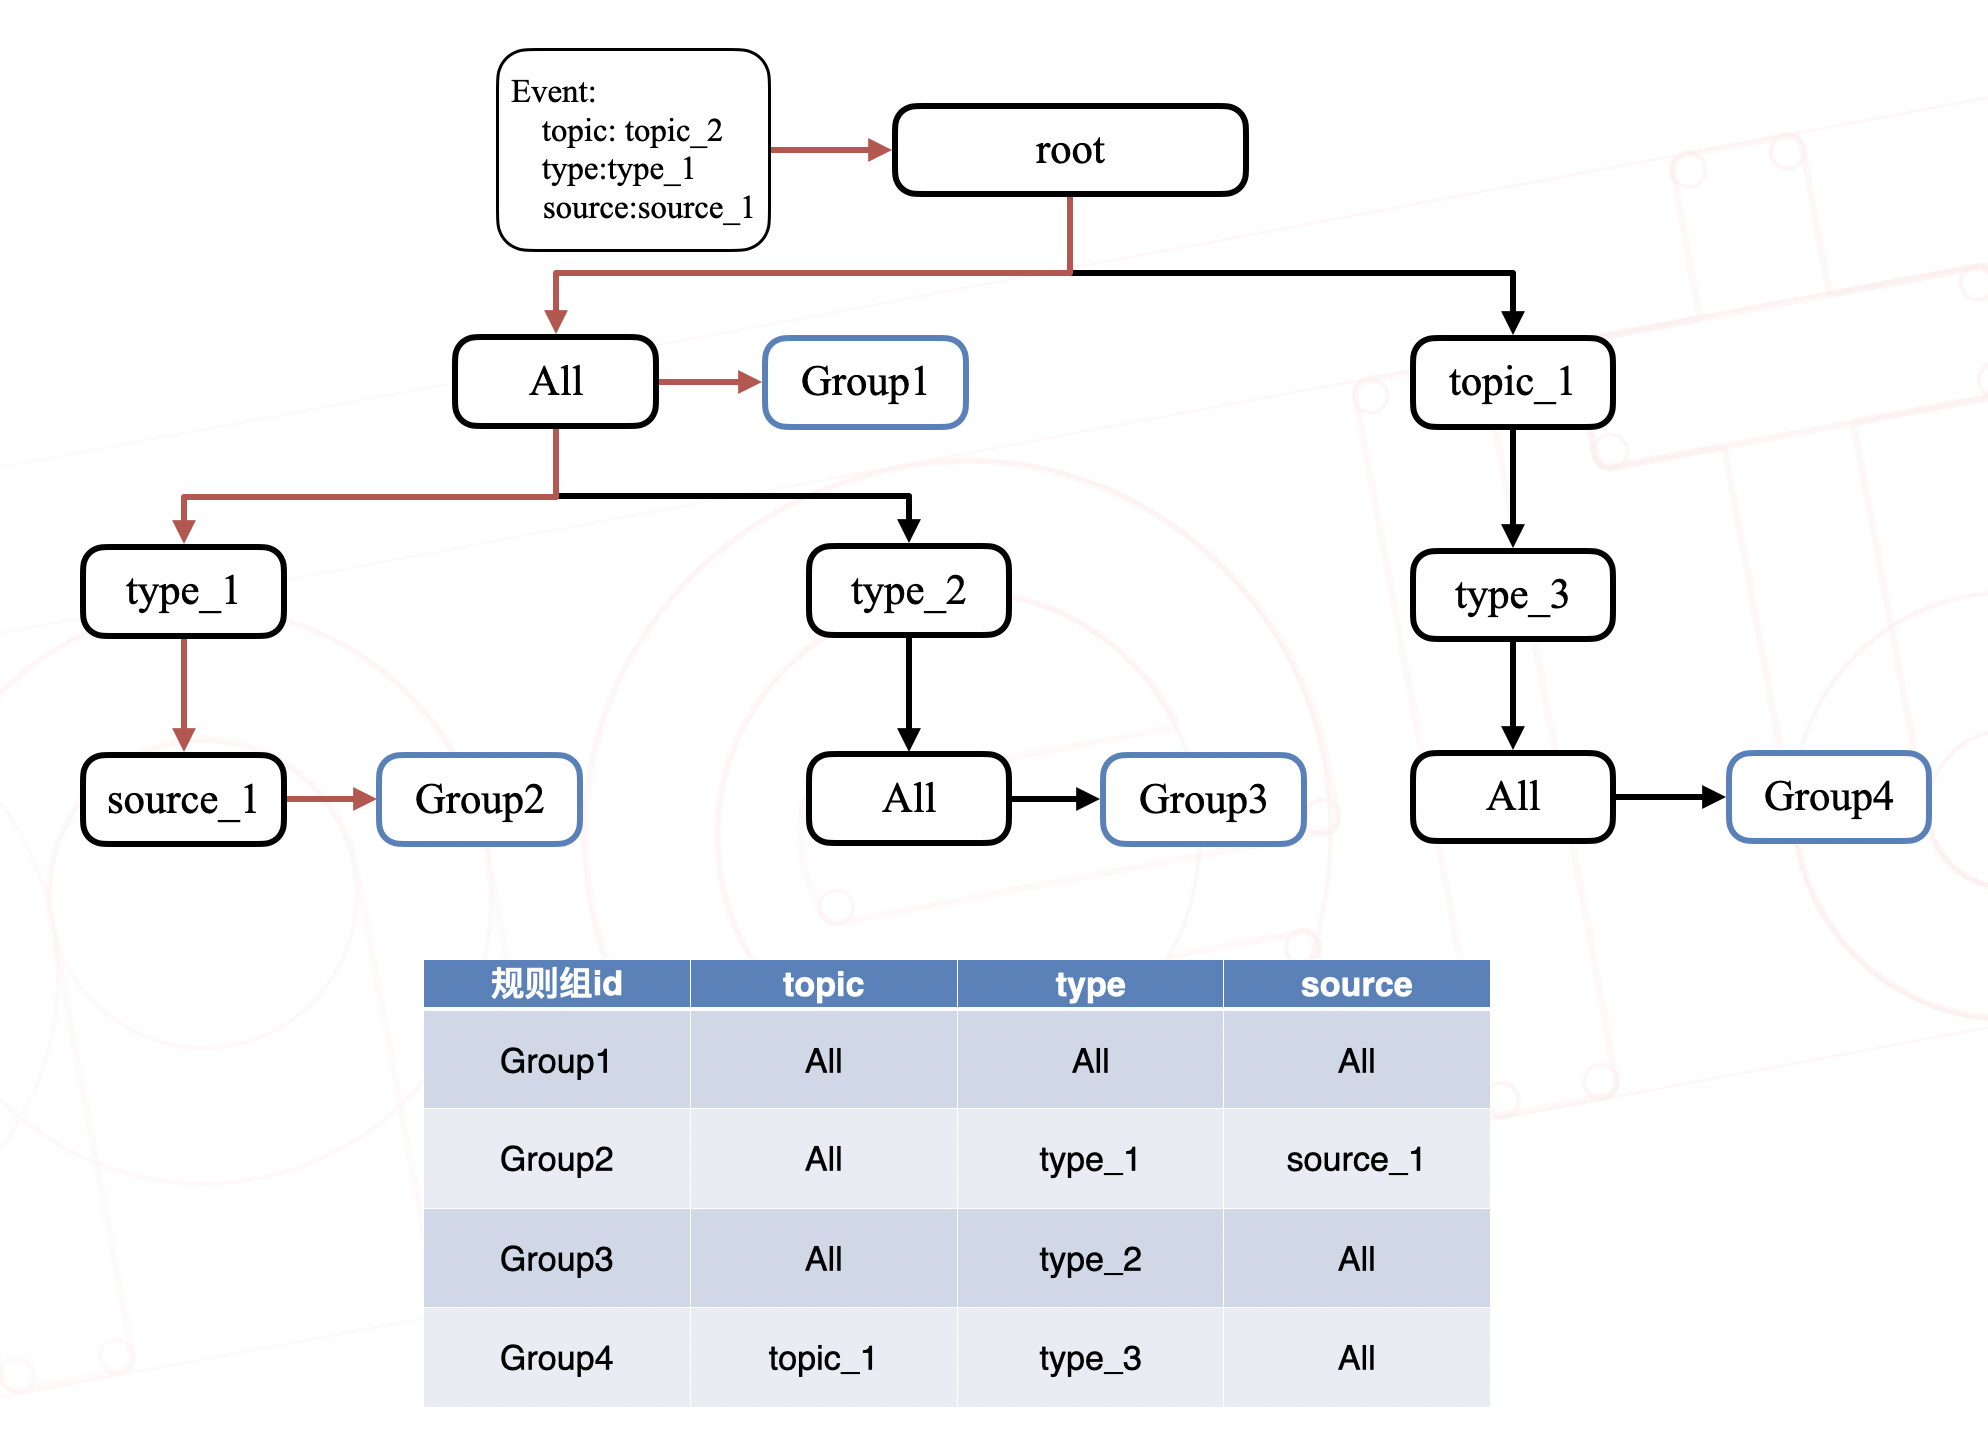 Event:
topic: topic_2
type:type_1
source:source_1
root
All
Group1
topic_1
type_1
type_2
type_3
source_1
Group2
All
Group3
All
Group4
规则组id topic type source
Group1 All All All
Group2 All type_1 source_1
Group3 All type_2 All
Group4 topic_1 type_3 All